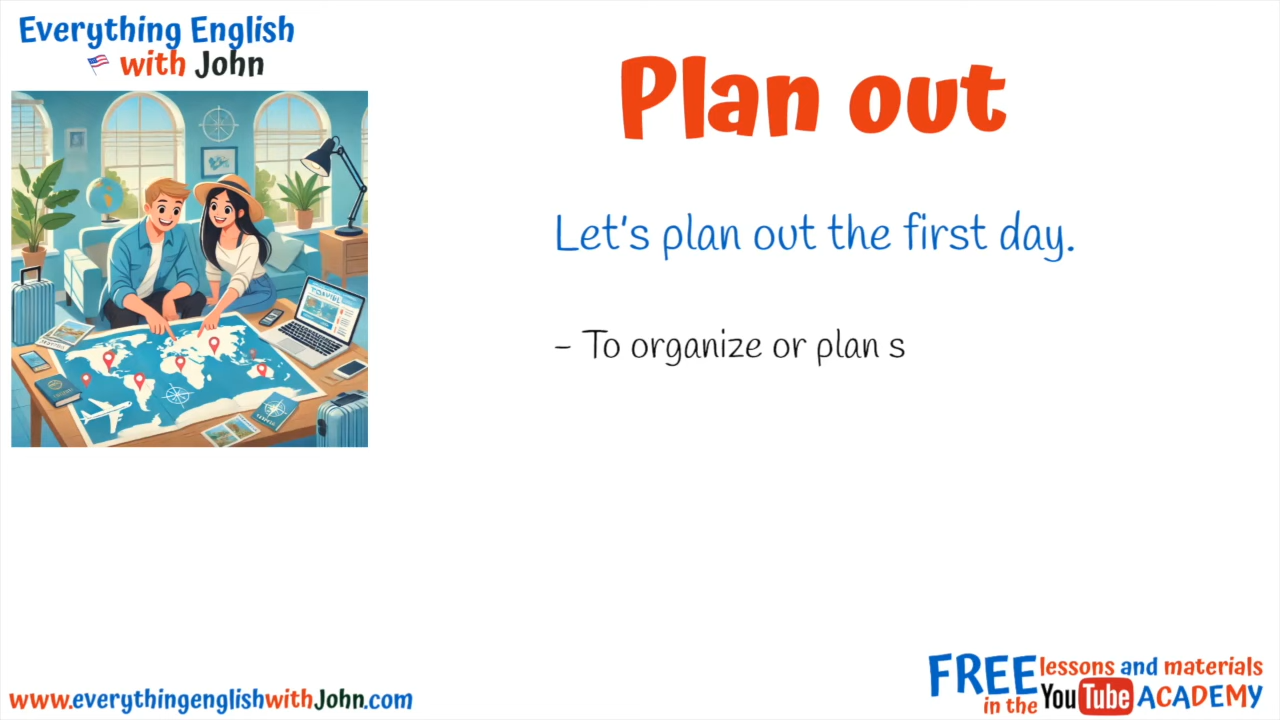 Everything English
with John
Plan out
Let's plan out the first day.
- To organize or plan s
www.everythingenglishwithJohn.com
FREE lessons and materials
in the YouTube ACADEMY